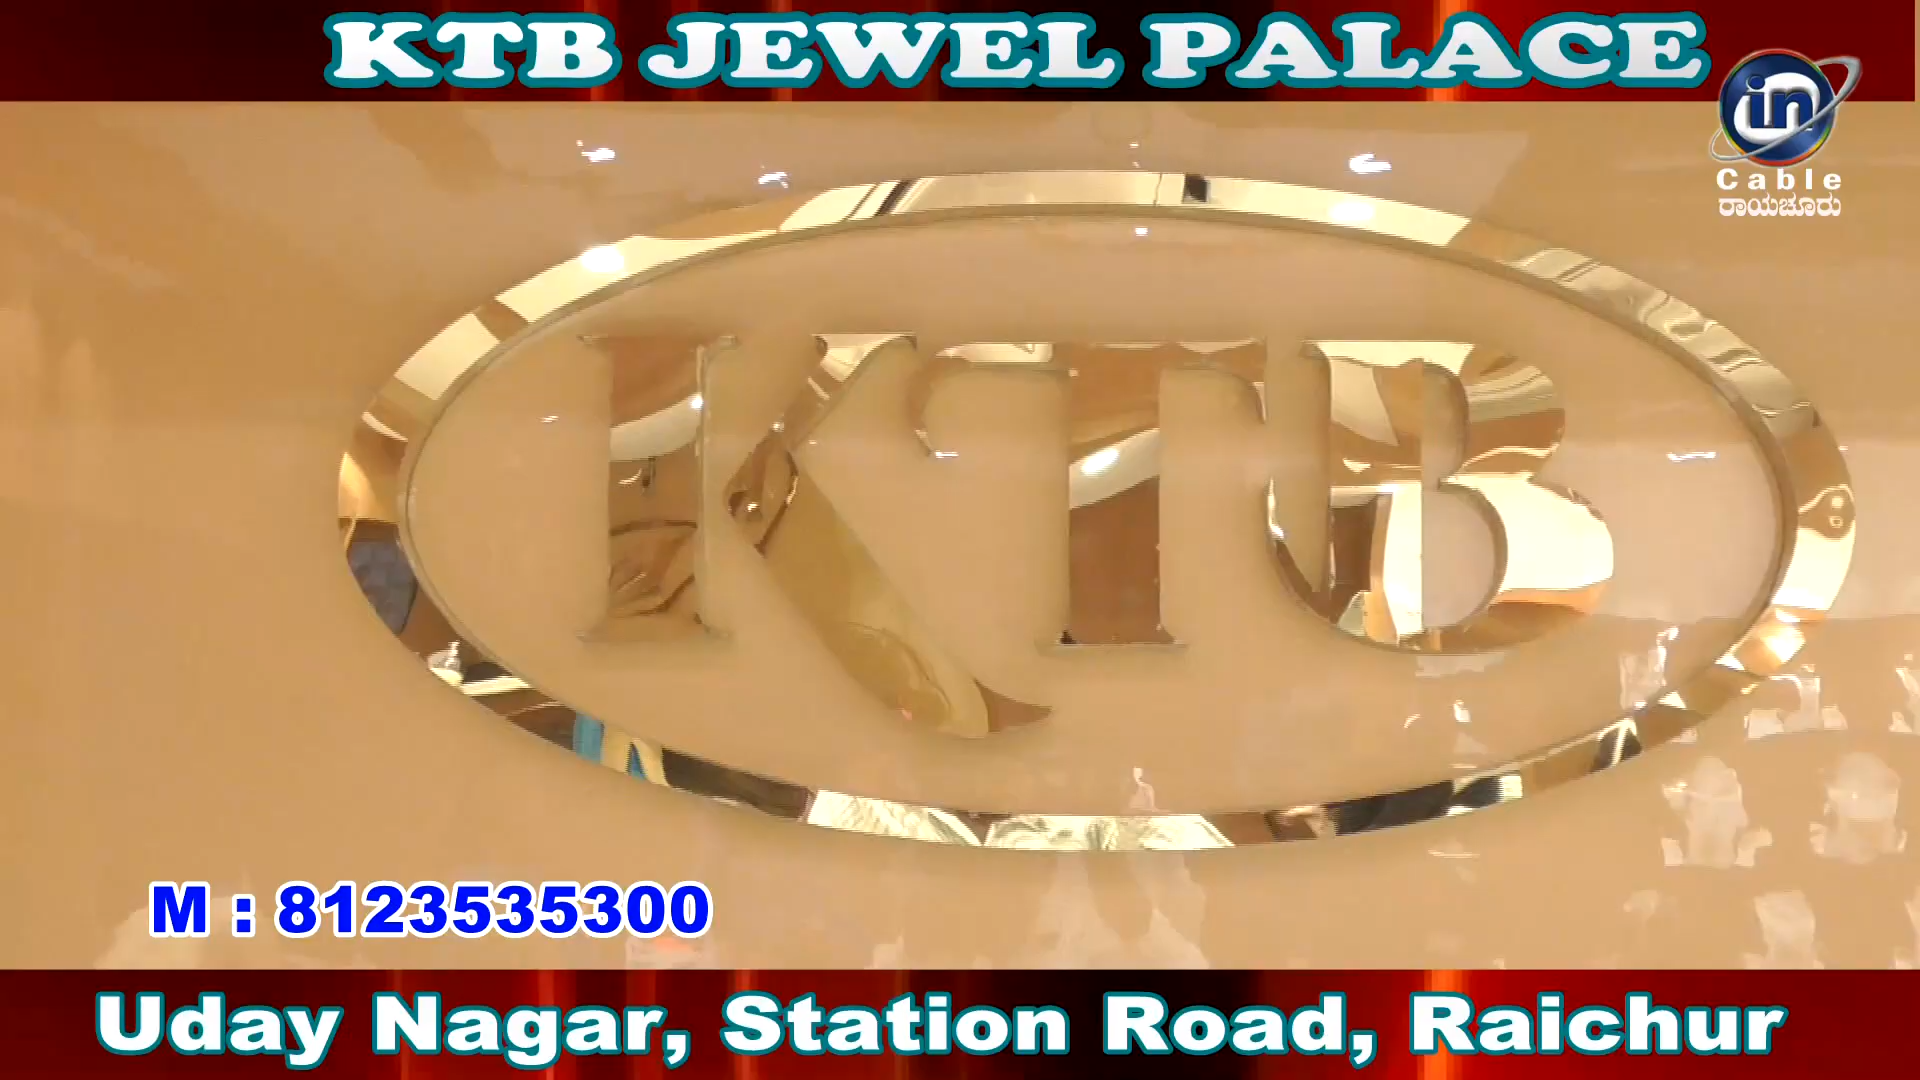 KTB JEWEL PALACE
in
Cable
ರಾಯಚೂರು
KTB
M : 8123535300
Uday Nagar, Station Road, Raichur